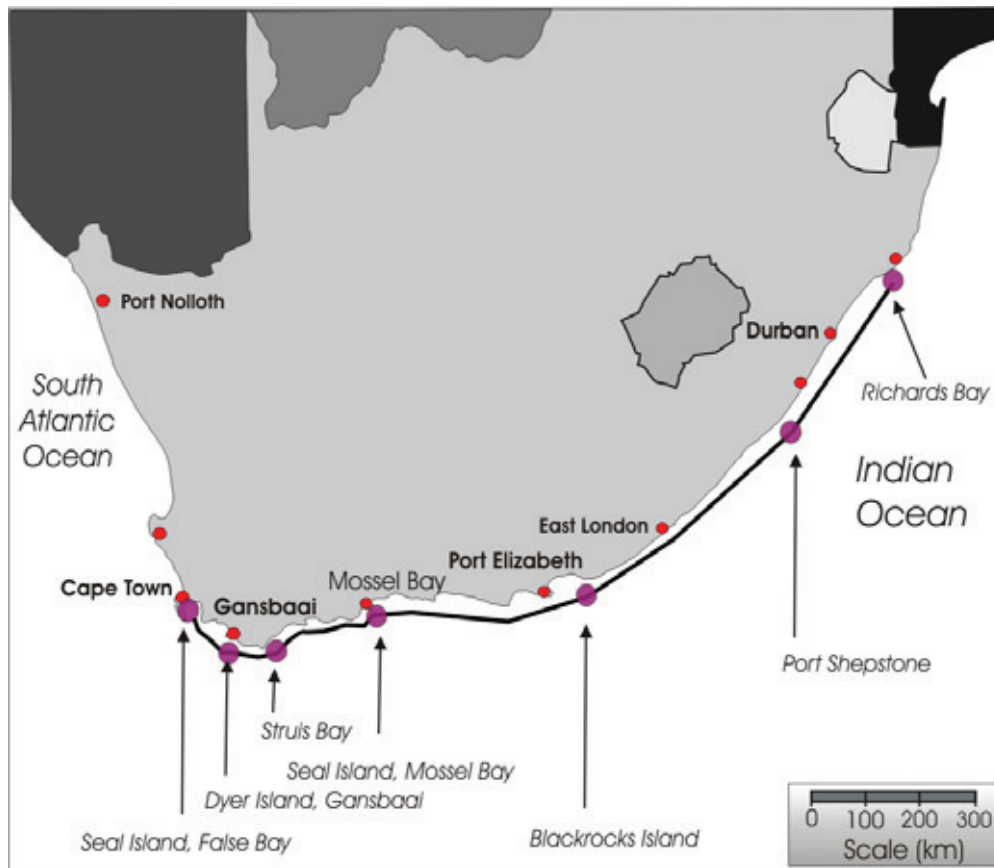 Port Nolloth
South
Atlantic
Ocean
Durban
Richards Bay
Indian
Ocean
East London
Port Elizabeth
Mossel Bay
Cape Town
Gansbaai
Port Shepstone
Struis Bay
Seal Island, Mossel Bay
Dyer Island, Gansbaai
Seal Island, False Bay
Blackrocks Island
0 100 200 300
Scale (km)